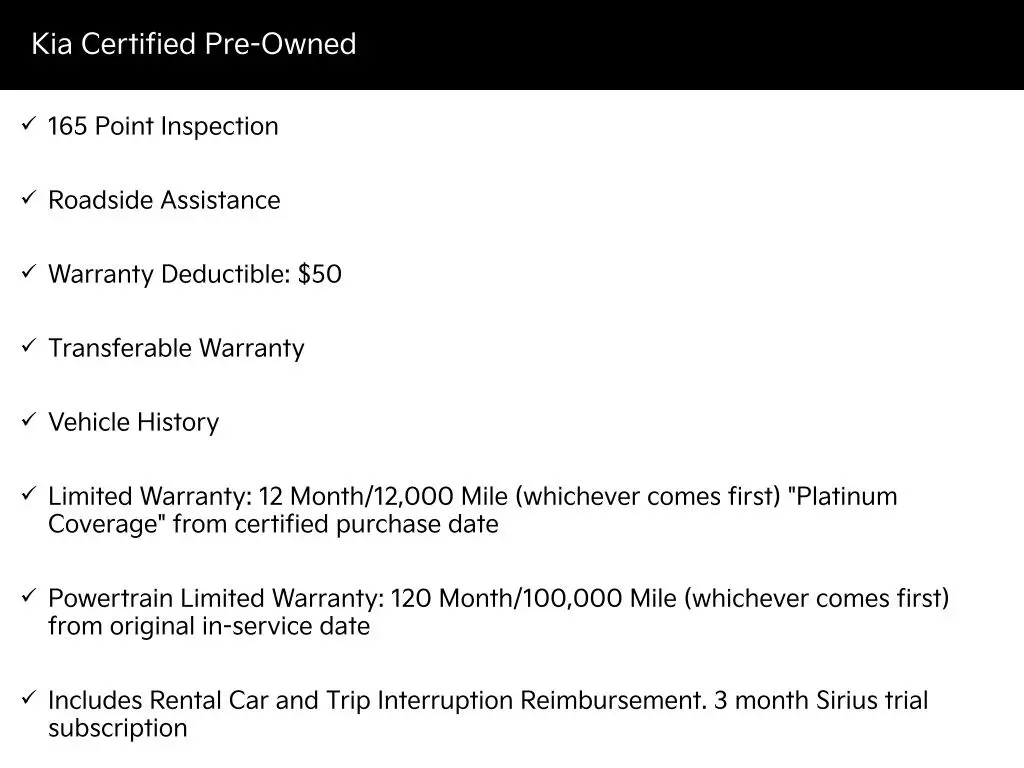 Kia Certified Pre-Owned
✓ 165 Point Inspection
✓ Roadside Assistance
✓ Warranty Deductible: $50
✓ Transferable Warranty
✓ Vehicle History
✓ Limited Warranty: 12 Month/12,000 Mile (whichever comes first) "Platinum
Coverage" from certified purchase date
✓ Powertrain Limited Warranty: 120 Month/100,000 Mile (whichever comes first)
from original in-service date
✓ Includes Rental Car and Trip Interruption Reimbursement. 3 month Sirius trial
subscription